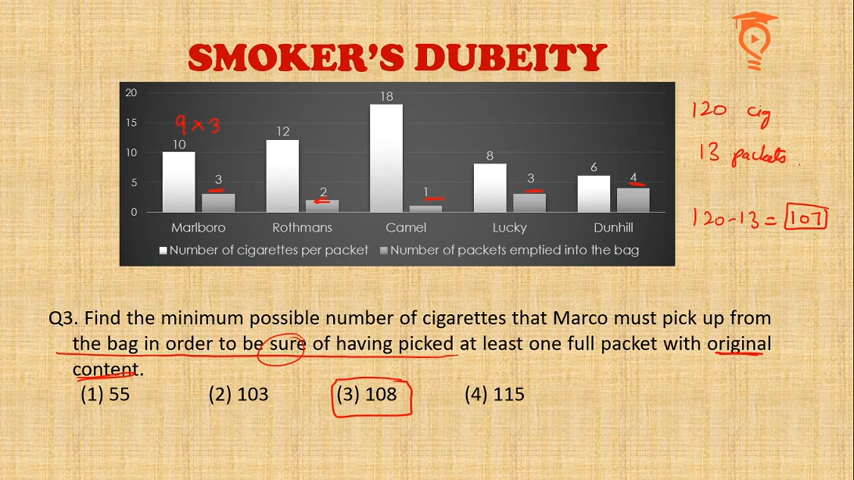 SMOKER'S DUBEITY
20
15
10
5
0
10
3
12
2
18
1
8
3
6
4
9 × 3
Marlboro Rothmans Camel Lucky Dunhill
Number of cigarettes per packet Number of packets emptied into the bag
120 cig
13 packets.
120-13 = 107
Q3. Find the minimum possible number of cigarettes that Marco must pick up from
the bag in order to be sure of having picked at least one full packet with original
content.
(1) 55 (2) 103 (3) 108 (4) 115